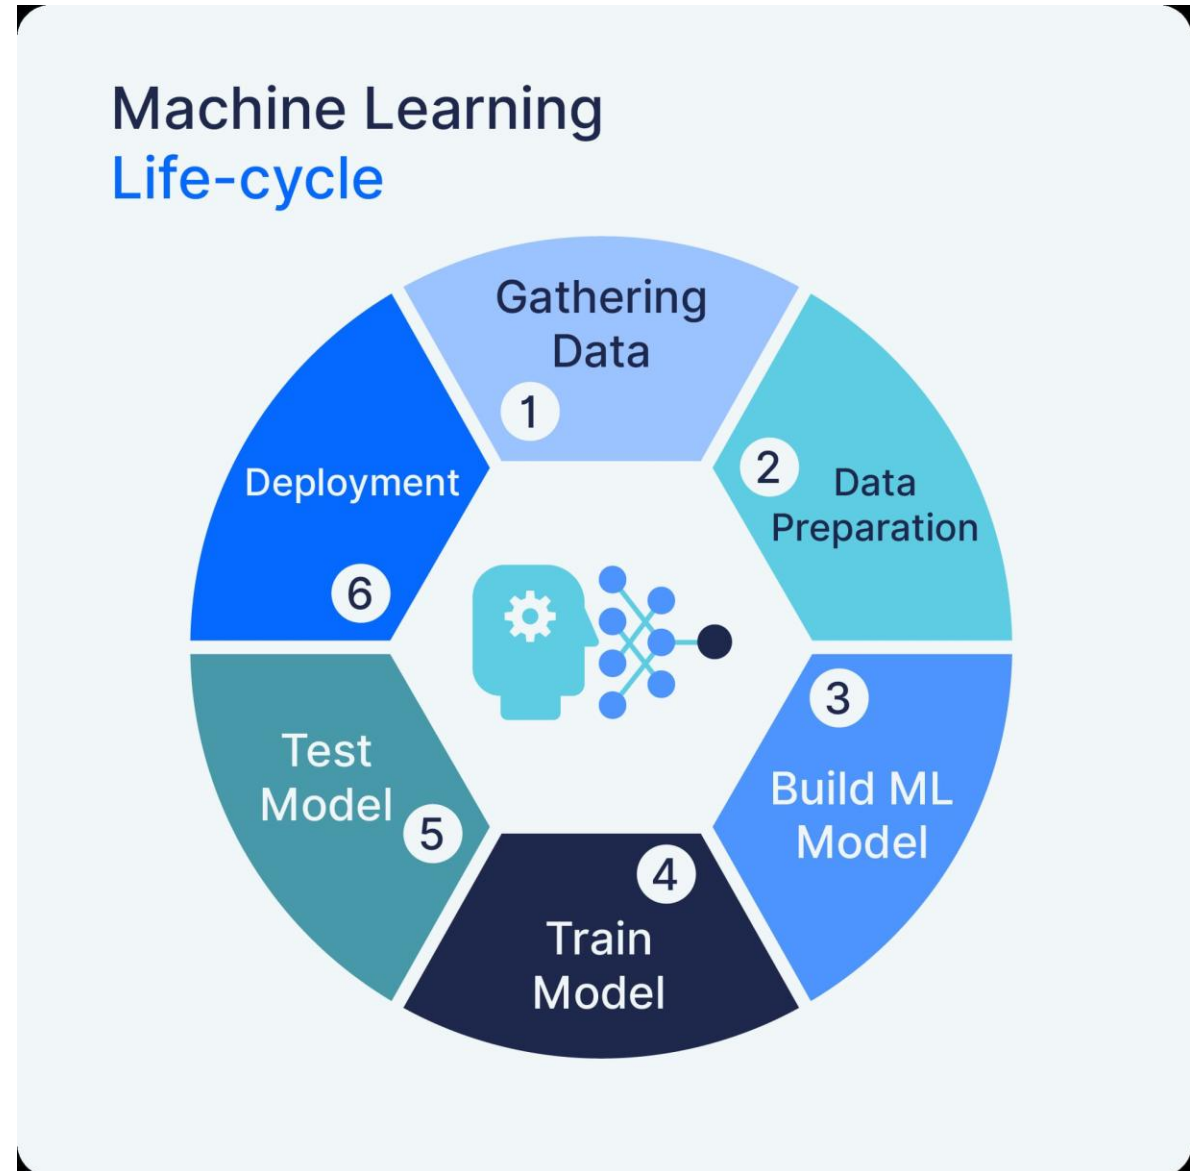 Machine Learning
Life-cycle
Gathering
Data
1
2
Data
Preparation
3
Build ML
Model
4
Train
Model
Test
Model
5
Deployment
6